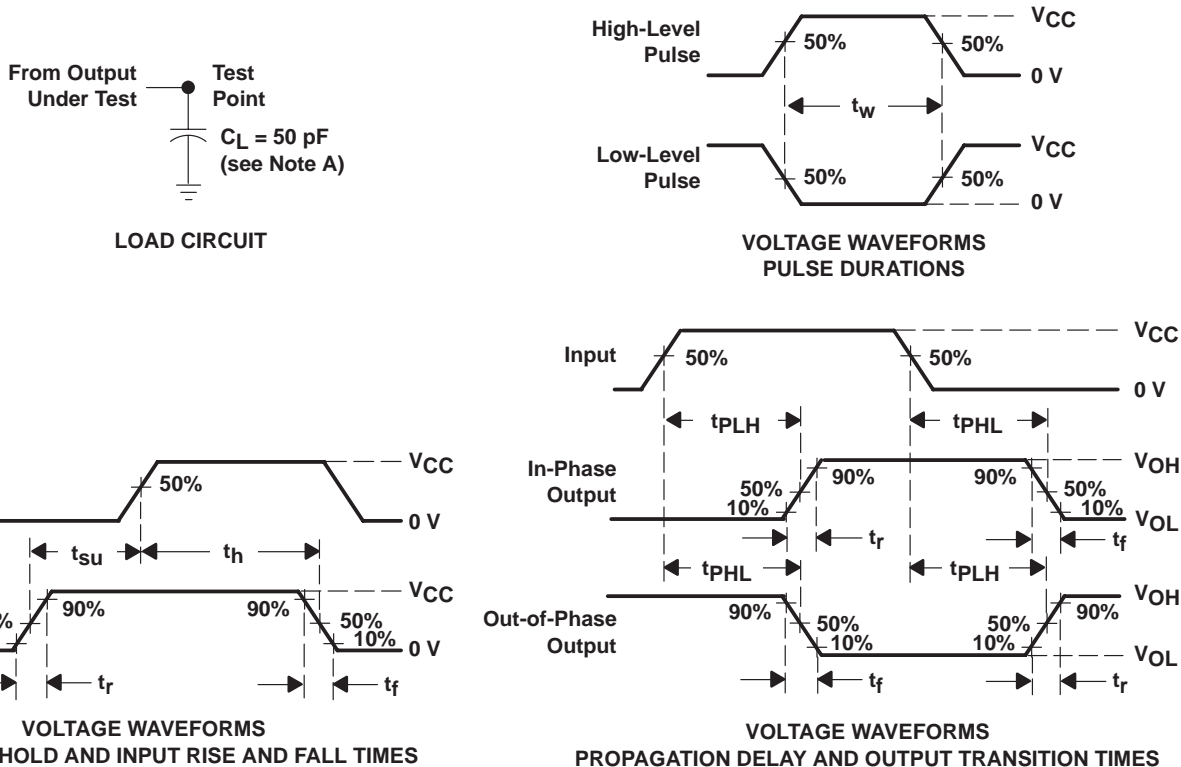 From Output
Under Test
Test
Point
CL = 50 pF
(see Note A)
LOAD CIRCUIT
High-Level
Pulse
50%
50%
VCC
0 V
tw
Low-Level
Pulse
50%
50%
VCC
0 V
VOLTAGE WAVEFORMS
PULSE DURATIONS
50%
VCC
0 V
tsu
th
90%
90%
50%
10%
VCC
0 V
tr
tf
VOLTAGE WAVEFORMS
HOLD AND INPUT RISE AND FALL TIMES
Input
50%
50%
VCC
0 V
tPLH
tPHL
In-Phase
Output
50%
10%
90%
90%
50%
10%
VOH
VOL
tr
tf
tPHL
tPLH
Out-of-Phase
Output
90%
50%
10%
50%
10%
90%
VOH
VOL
tf
tr
VOLTAGE WAVEFORMS
PROPAGATION DELAY AND OUTPUT TRANSITION TIMES